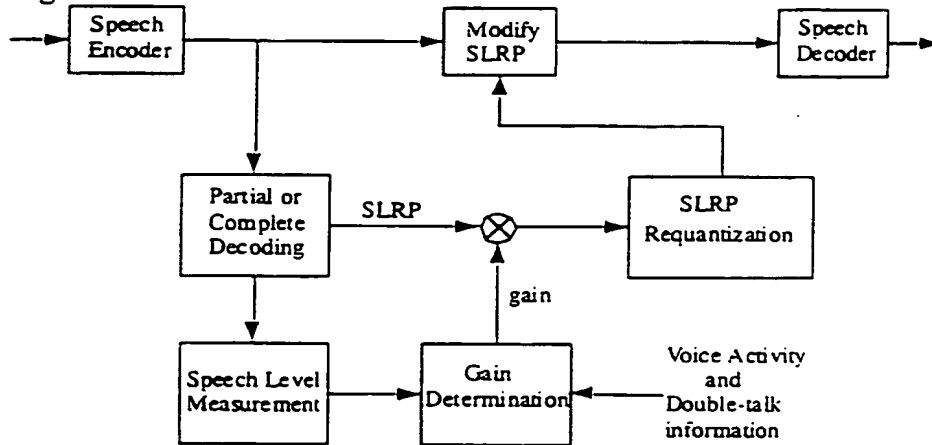 Speech
Encoder
Modify
SLRP
Speech
Decoder
Partial or
Complete
Decoding
SLRP
SLRP
Requantization
gain
Speech Level
Measurement
Gain
Determination
Voice Activity
and
Double-talk
information